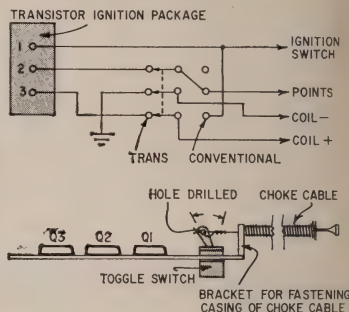 TRANSISTOR IGNITION PACKAGE
1
IGNITION
SWITCH
2
POINTS
3
COIL-
COIL +
TRANS
CONVENTIONAL
HOLE DRILLED
CHOKE CABLE
Q3
Q2
Q1
TOGGLE SWITCH
BRACKET FOR FASTENING
CASING OF CHOKE CABLE